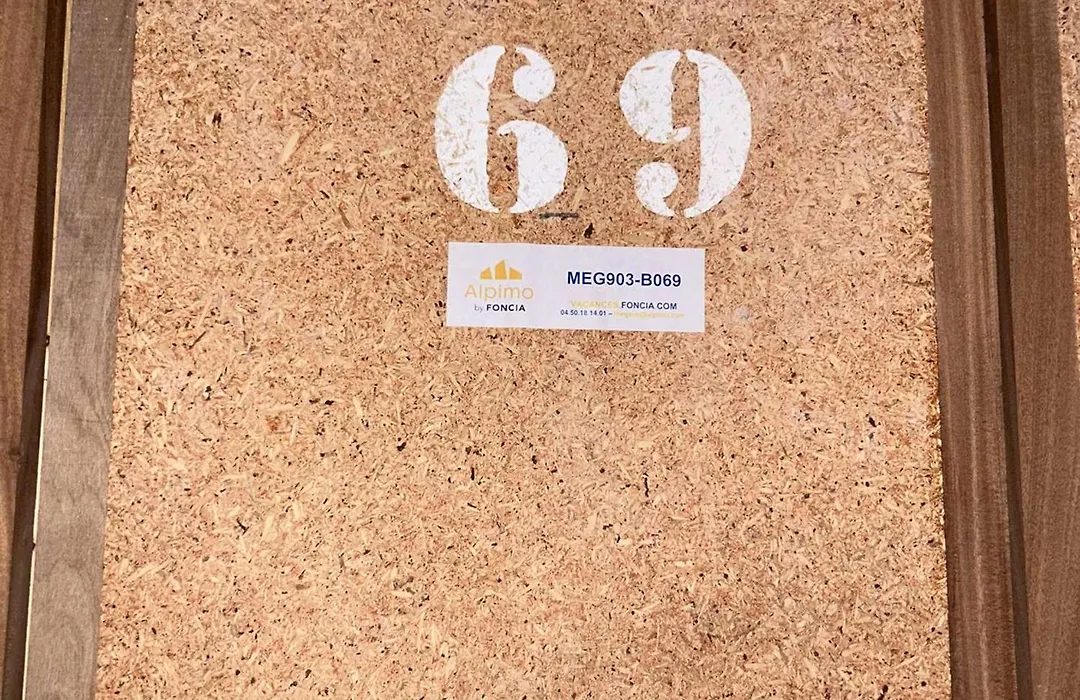 69
Alpimo
by FONCIA
MEG903-B069
VACANCES.FONCIA.COM
04.50.18.14.01 –